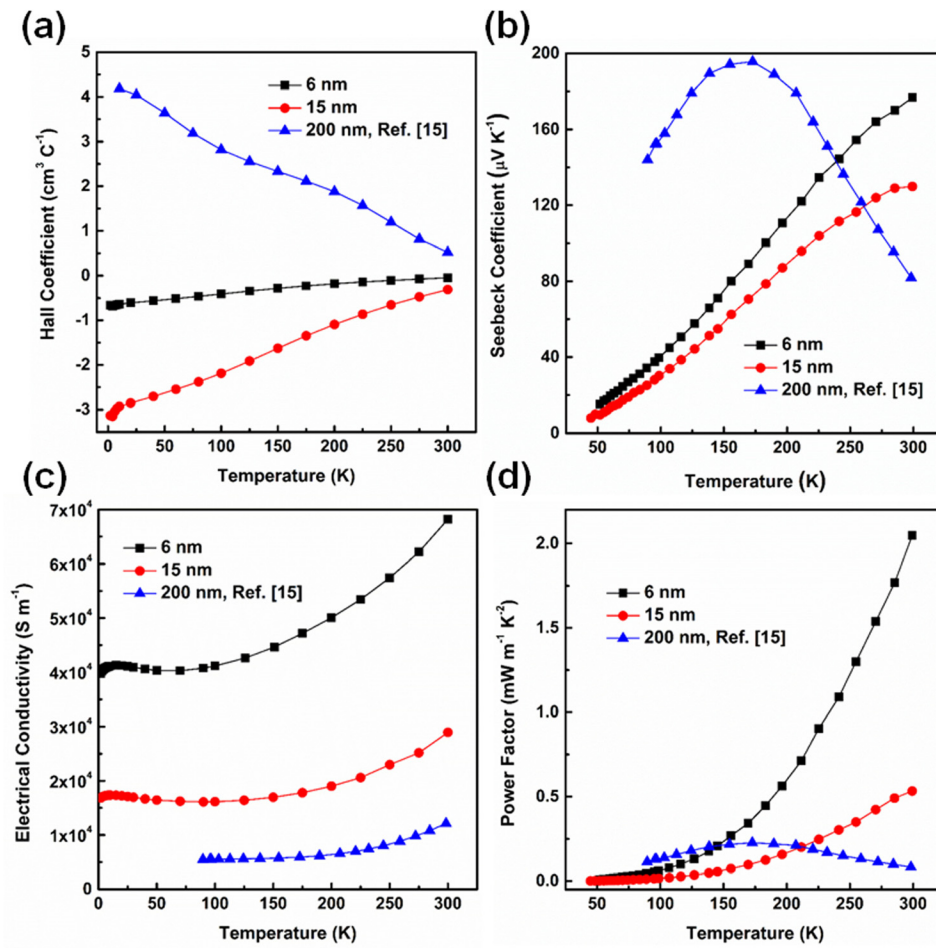 (a)
5
4
3
2
1
0
-1
-2
-3
Hall Coefficient (cm³ C⁻¹)
6 nm
15 nm
200 nm, Ref. [15]
0 50 100 150 200 250 300
Temperature (K)
(b)
200
160
120
80
40
0
Seebeck Coefficient (μV K⁻¹)
6 nm
15 nm
200 nm, Ref. [15]
50 100 150 200 250 300
Temperature (K)
(c)
7x10⁴
6x10⁴
5x10⁴
4x10⁴
3x10⁴
2x10⁴
1x10⁴
0
Electrical Conductivity (S m⁻¹)
6 nm
15 nm
200 nm, Ref. [15]
0 50 100 150 200 250 300
Temperature (K)
(d)
2.0
1.5
1.0
0.5
0.0
Power Factor (mW m⁻¹ K⁻²)
6 nm
15 nm
200 nm, Ref. [15]
50 100 150 200 250 300
Temperature (K)